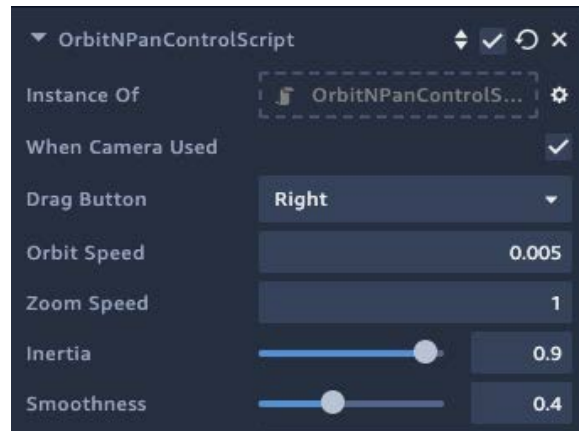 OrbitNPanControlScript
Instance Of OrbitNPanControlS...
When Camera Used
Drag Button Right
Orbit Speed 0.005
Zoom Speed 1
Inertia 0.9
Smoothness 0.4